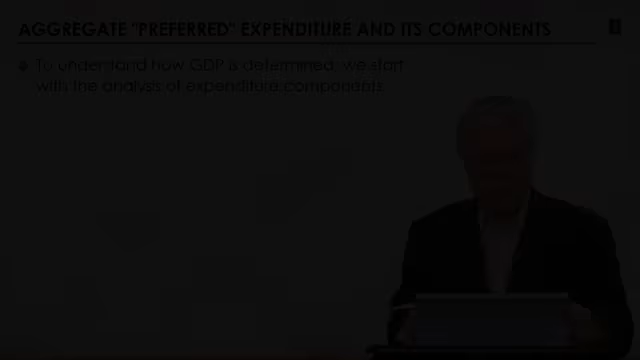 AGGREGATE "PREFERRED" EXPENDITURE AND ITS COMPONENTS
To understand how GDP is determined, we start
with the analysis of expenditure components